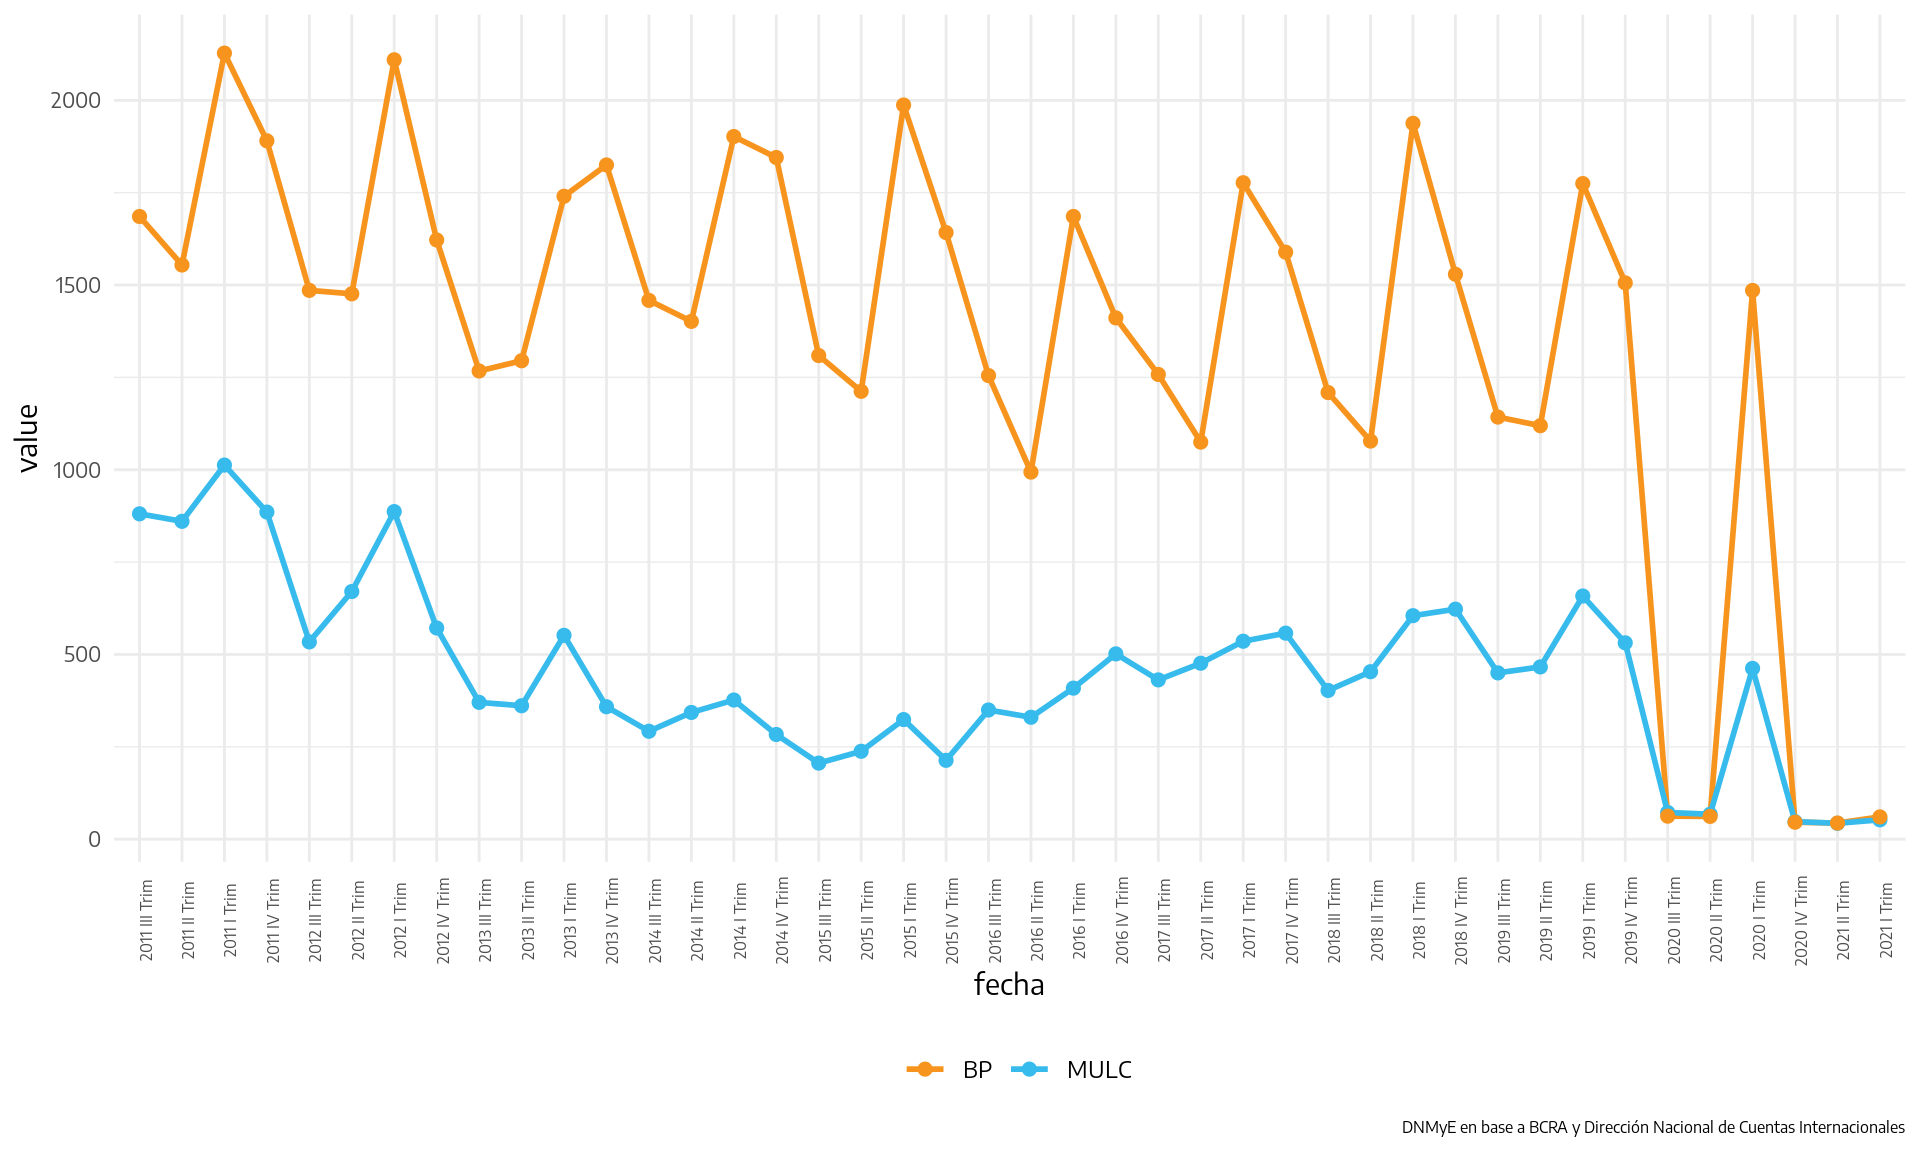 value
2000
1500
1000
500
0
2011 III Trim
2011 II Trim
2011 I Trim
2011 IV Trim
2012 III Trim
2012 II Trim
2012 I Trim
2012 IV Trim
2013 III Trim
2013 II Trim
2013 I Trim
2013 IV Trim
2014 III Trim
2014 II Trim
2014 I Trim
2014 IV Trim
2015 III Trim
2015 II Trim
2015 I Trim
2015 IV Trim
2016 III Trim
2016 II Trim
2016 I Trim
2016 IV Trim
2017 III Trim
2017 II Trim
2017 I Trim
2017 IV Trim
2018 III Trim
2018 II Trim
2018 I Trim
2018 IV Trim
2019 III Trim
2019 II Trim
2019 I Trim
2019 IV Trim
2020 III Trim
2020 II Trim
2020 I Trim
2020 IV Trim
2021 II Trim
2021 I Trim
fecha
BP MULC
DNMyE en base a BCRA y Dirección Nacional de Cuentas Internacionales